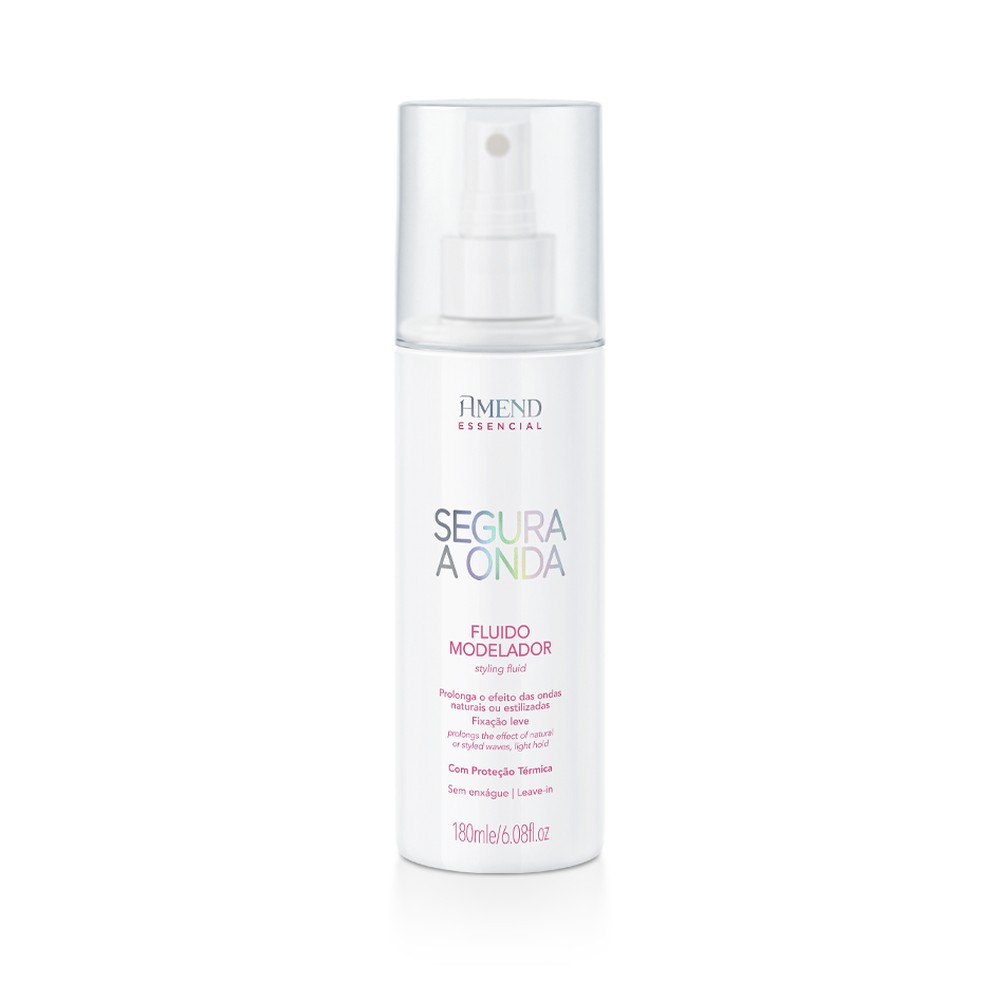 AMEND
ESSENCIAL
SEGURA
A ONDA
FLUIDO
MODELADOR
styling fluid
Prolonga o efeito das ondas
naturais ou estilizadas
Fixação leve
prolongs the effect of natural
or styled waves, light hold
Com Proteção Térmica
Sem enxágue | Leave-in
180mle/6.08fl.oz